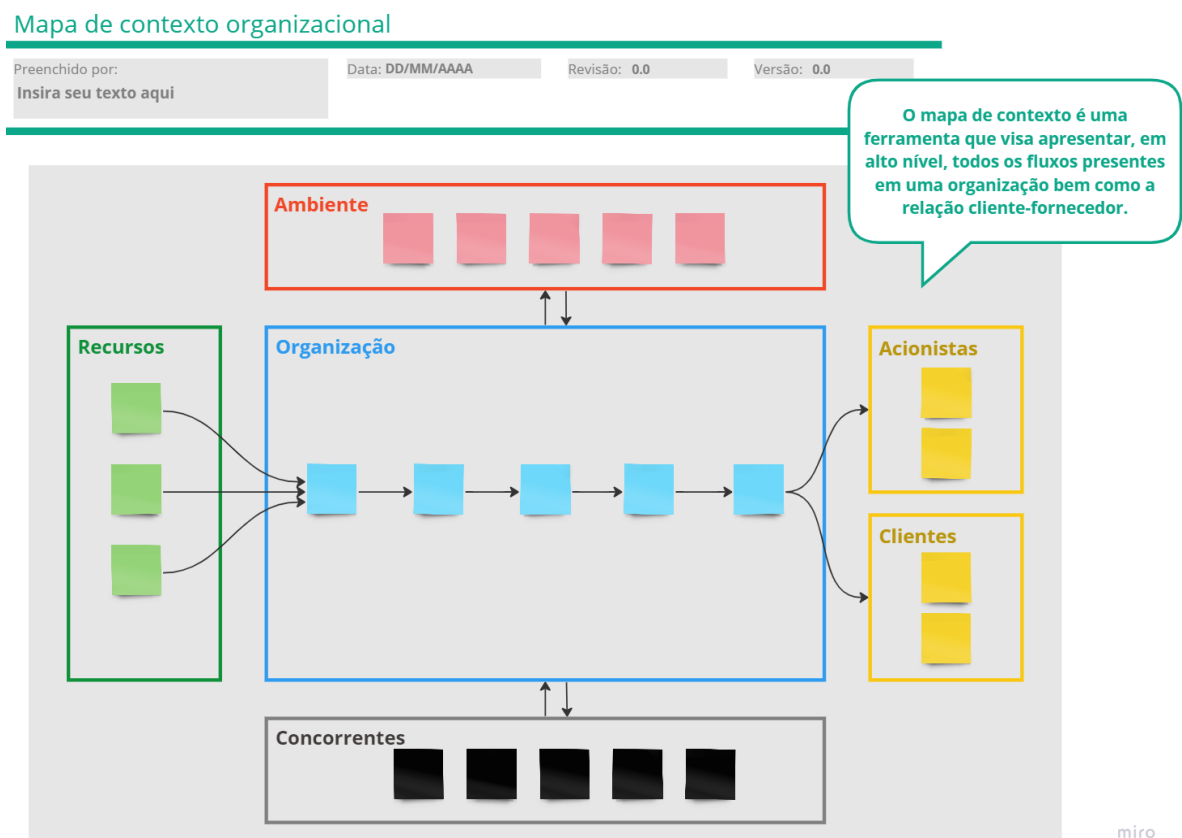 Mapa de contexto organizacional
Preenchido por:
Insira seu texto aqui
Data: DD/MM/AAAA
Revisão: 0.0
Versão: 0.0
O mapa de contexto é uma
ferramenta que visa apresentar, em
alto nível, todos os fluxos presentes
em uma organização bem como a
relação cliente-fornecedor.
Ambiente
Recursos
Organização
Acionistas
Clientes
Concorrentes
miro